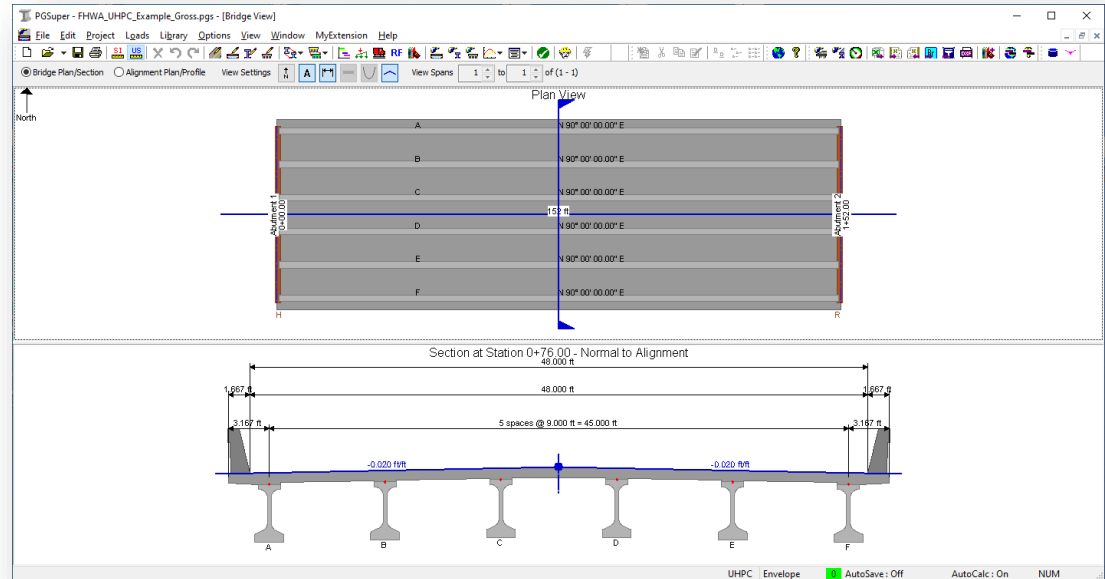 PGSuper - FHWA_UHPC_Example_Gross.pgs - [Bridge View]
File Edit Project Loads Library Options View Window MyExtension Help
SI US RF
Bridge Plan/Section Alignment Plan/Profile View Settings N A View Spans 1 to 1 of (1 - 1)
Plan View
North
A N 90° 00' 00.00" E
B N 90° 00' 00.00" E
C N 90° 00' 00.00" E
Abutment 1
0+00.00
152 ft
Abutment 2
1+52.00
D N 90° 00' 00.00" E
E N 90° 00' 00.00" E
F N 90° 00' 00.00" E
H R
Section at Station 0+76.00 - Normal to Alignment
48.000 ft
1.667 ft 48.000 ft 1.667 ft
3.167 ft 5 spaces @ 9.000 ft = 45.000 ft 3.167 ft
-0.020 ft/ft -0.020 ft/ft
A B C D E F
UHPC Envelope 0 AutoSave : Off AutoCalc : On NUM